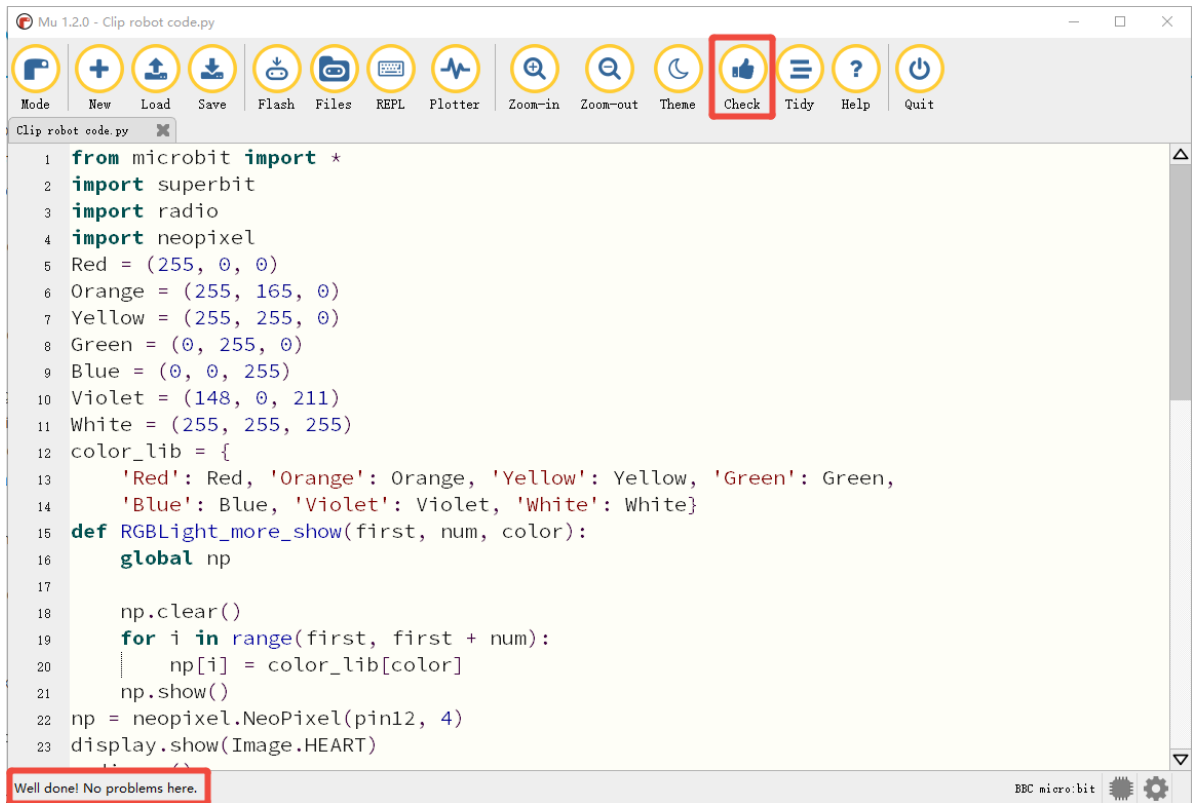 Mu 1.2.0 - Clip robot code.py
Mode New Load Save Flash Files REPL Plotter Zoom-in Zoom-out Theme Check Tidy Help Quit
Clip robot code.py
1 from microbit import *
2 import superbit
3 import radio
4 import neopixel
5 Red = (255, 0, 0)
6 Orange = (255, 165, 0)
7 Yellow = (255, 255, 0)
8 Green = (0, 255, 0)
9 Blue = (0, 0, 255)
10 Violet = (148, 0, 211)
11 White = (255, 255, 255)
12 color_lib = {
13     'Red': Red, 'Orange': Orange, 'Yellow': Yellow, 'Green': Green,
14     'Blue': Blue, 'Violet': Violet, 'White': White}
15 def RGBLight_more_show(first, num, color):
16     global np
17
18     np.clear()
19     for i in range(first, first + num):
20         np[i] = color_lib[color]
21     np.show()
22 np = neopixel.NeoPixel(pin12, 4)
23 display.show(Image.HEART)
Well done! No problems here.
BBC micro:bit